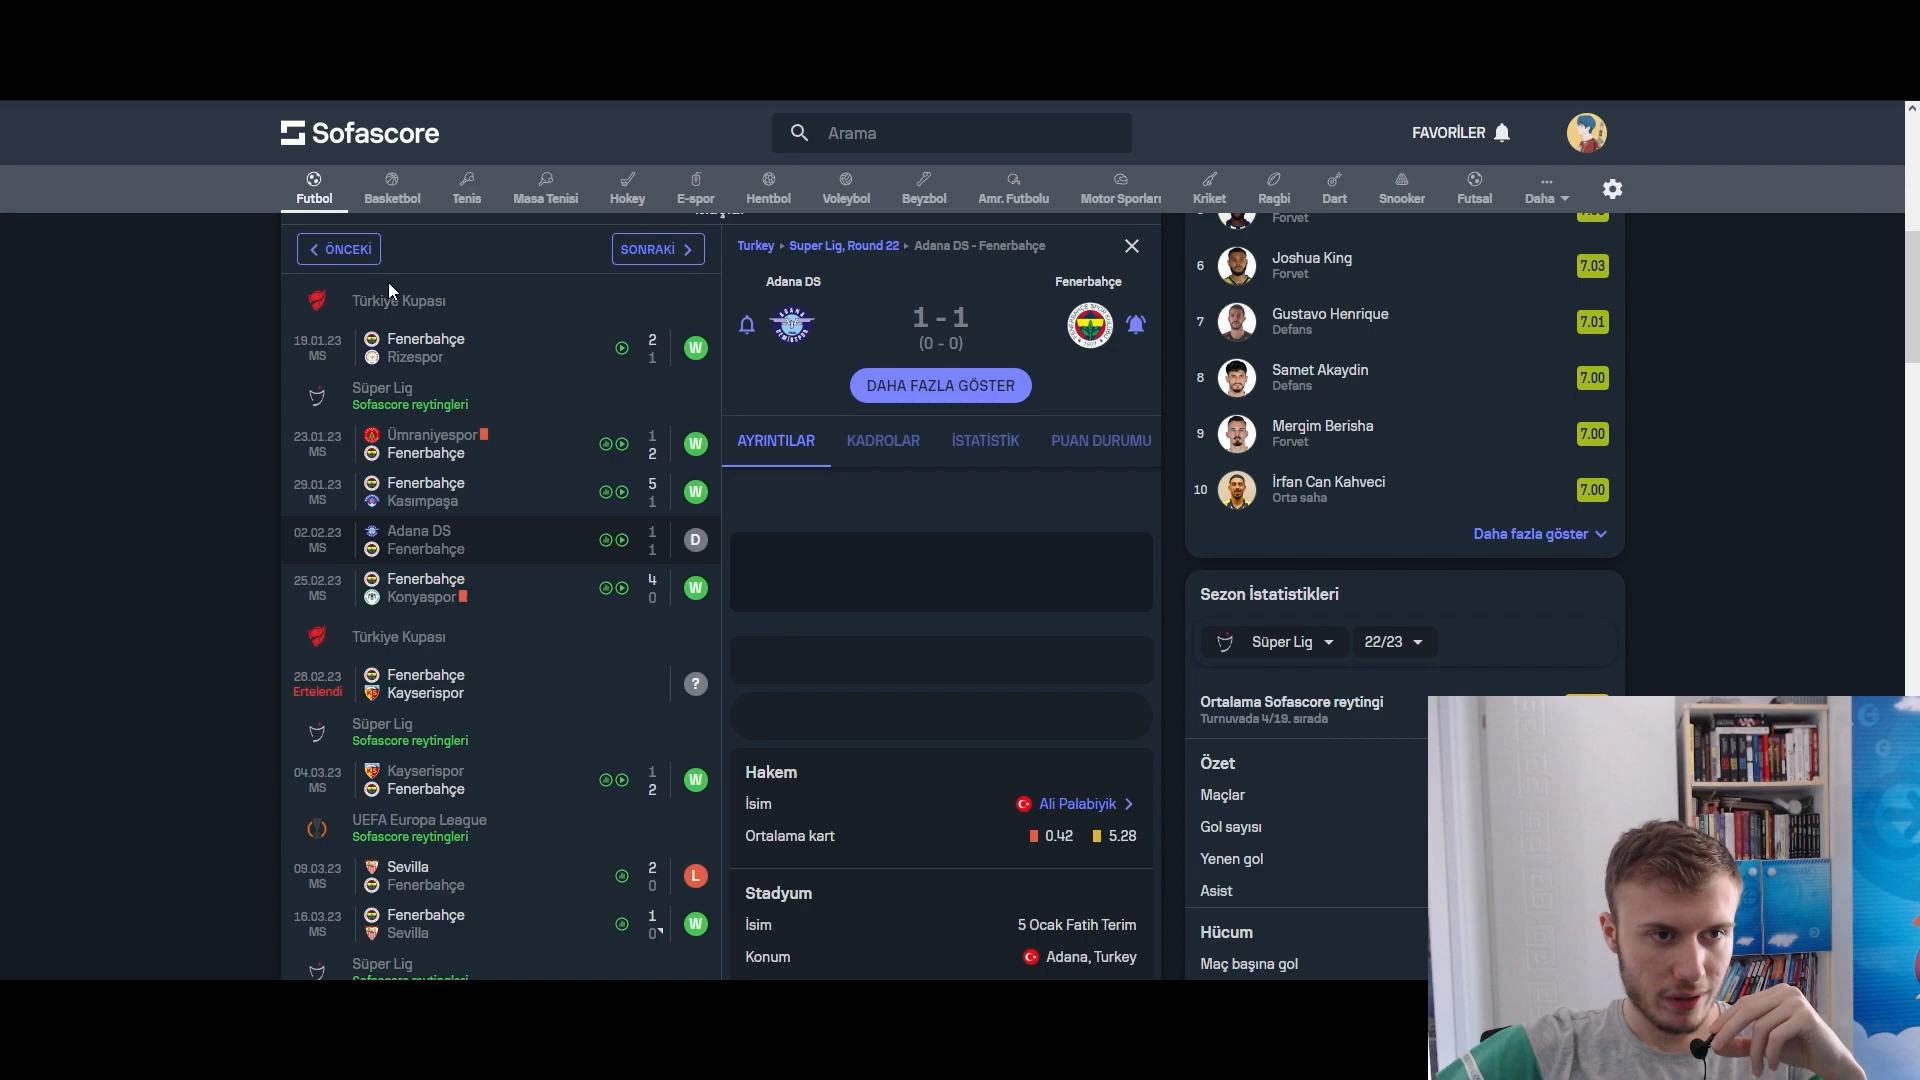 Sofascore
Arama
FAVORİLER
Futbol
Basketbol
Tenis
Masa Tenisi
Hokey
E-spor
Hentbol
Voleybol
Beyzbol
Amr. Futbolu
Motor Sporları
Kriket
Ragbi
Dart
Snooker
Futsal
Daha
ÖNCEKİ
SONRAKİ
Türkiye Kupası
19.01.23
MS
Fenerbahçe
Rizespor
2
1
W
Süper Lig
Sofascore reytingleri
23.01.23
MS
Ümraniyespor
Fenerbahçe
1
2
W
29.01.23
MS
Fenerbahçe
Kasımpaşa
5
1
W
02.02.23
MS
Adana DS
Fenerbahçe
1
1
D
25.02.23
MS
Fenerbahçe
Konyaspor
4
0
W
Türkiye Kupası
28.02.23
Ertelendi
Fenerbahçe
Kayserispor
?
Süper Lig
Sofascore reytingleri
04.03.23
MS
Kayserispor
Fenerbahçe
1
2
W
UEFA Europa League
Sofascore reytingleri
09.03.23
MS
Sevilla
Fenerbahçe
2
0
L
16.03.23
MS
Fenerbahçe
Sevilla
1
0
W
Süper Lig
Sofascore reytingleri
Turkey ▸ Super Lig, Round 22 ▸ Adana DS - Fenerbahçe
Adana DS
Fenerbahçe
1 - 1
(0 - 0)
DAHA FAZLA GÖSTER
AYRINTILAR
KADROLAR
İSTATİSTİK
PUAN DURUMU
Hakem
İsim
Ali Palabiyik
Ortalama kart
0.42
5.28
Stadyum
İsim
5 Ocak Fatih Terim
Konum
Adana, Turkey
Forvet
6
Joshua King
Forvet
7.03
7
Gustavo Henrique
Defans
7.01
8
Samet Akaydin
Defans
7.00
9
Mergim Berisha
Forvet
7.00
10
İrfan Can Kahveci
Orta saha
7.00
Daha fazla göster
Sezon İstatistikleri
Süper Lig
22/23
Ortalama Sofascore reytingi
Turnuvada 4/19. sırada
Özet
Maçlar
Gol sayısı
Yenen gol
Asist
Hücum
Maç başına gol